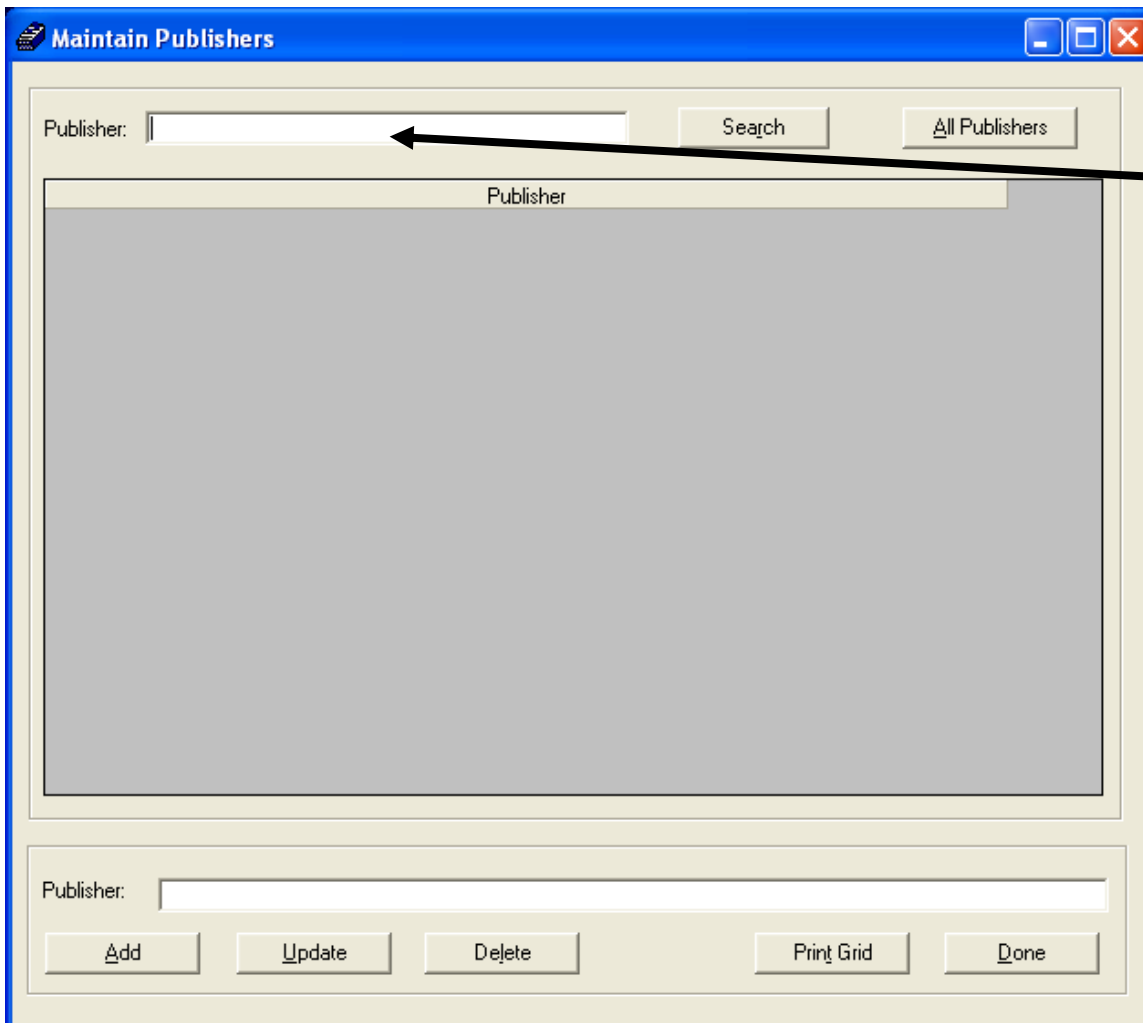 Maintain Publishers
Publisher: Search All Publishers
Publisher
Publisher:
Add Update Delete Print Grid Done